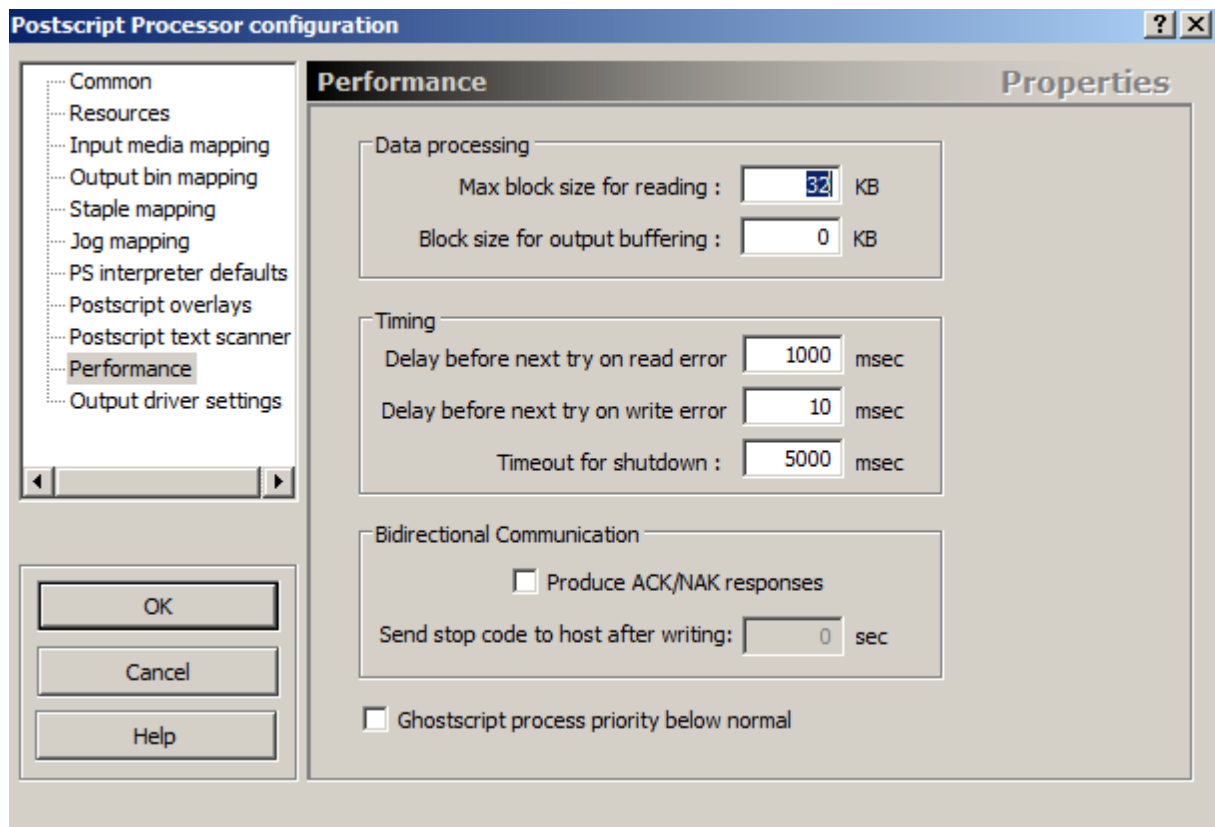 Postscript Processor configuration
Common
Resources
Input media mapping
Output bin mapping
Staple mapping
Jog mapping
PS interpreter defaults
Postscript overlays
Postscript text scanner
Performance
Output driver settings
OK
Cancel
Help
Performance Properties
Data processing
Max block size for reading : 32 KB
Block size for output buffering : 0 KB
Timing
Delay before next try on read error 1000 msec
Delay before next try on write error 10 msec
Timeout for shutdown : 5000 msec
Bidirectional Communication
Produce ACK/NAK responses
Send stop code to host after writing: 0 sec
Ghostscript process priority below normal